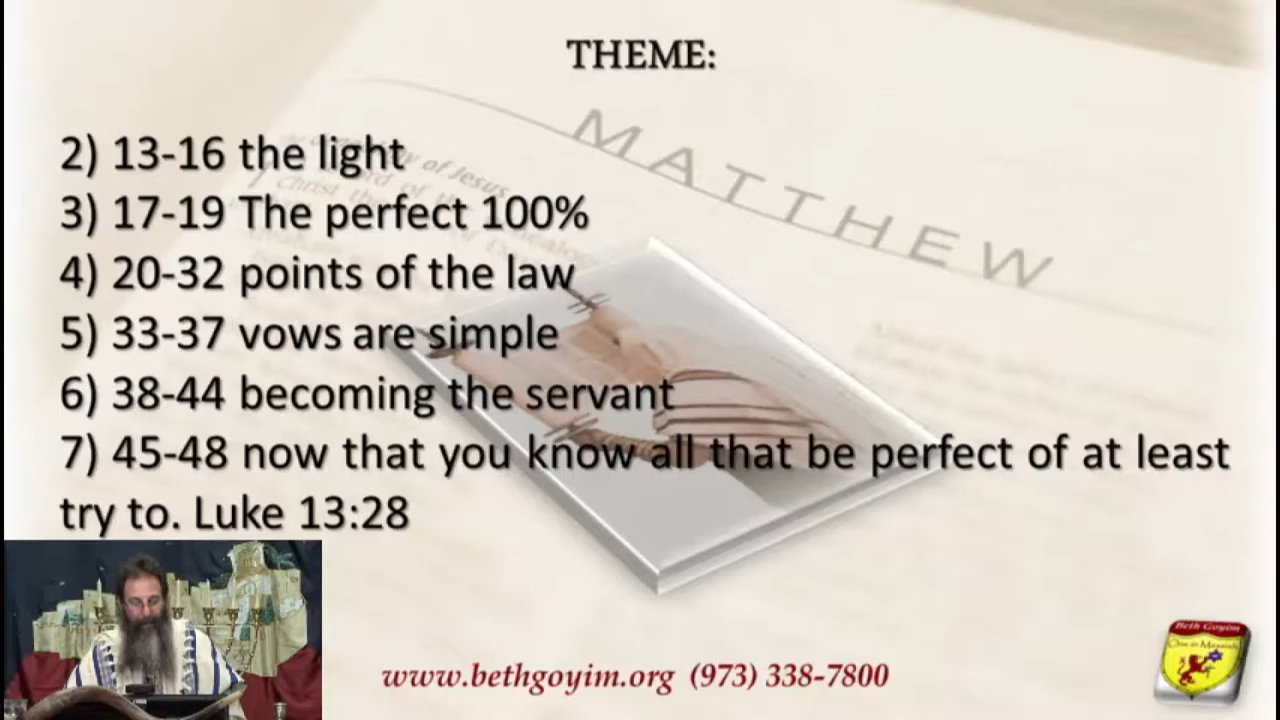 THEME:
MATTHEW
2) 13-16 the light
3) 17-19 The perfect 100%
4) 20-32 points of the law
5) 33-37 vows are simple
6) 38-44 becoming the servant
7) 45-48 now that you know all that be perfect of at least
try to. Luke 13:28
www.bethgoyim.org (973) 338-7800
Beth Goyim
One in Messiah